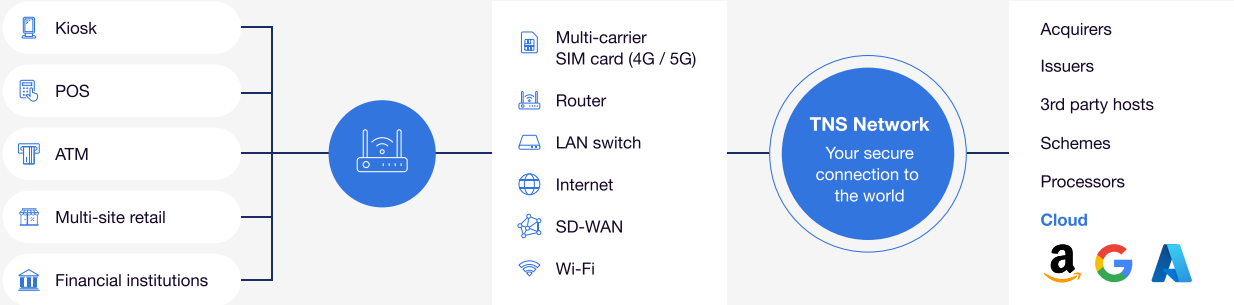 Kiosk
POS
ATM
Multi-site retail
Financial institutions
Multi-carrier
SIM card (4G / 5G)
Router
LAN switch
Internet
SD-WAN
Wi-Fi
TNS Network
Your secure
connection to
the world
Acquirers
Issuers
3rd party hosts
Schemes
Processors
Cloud